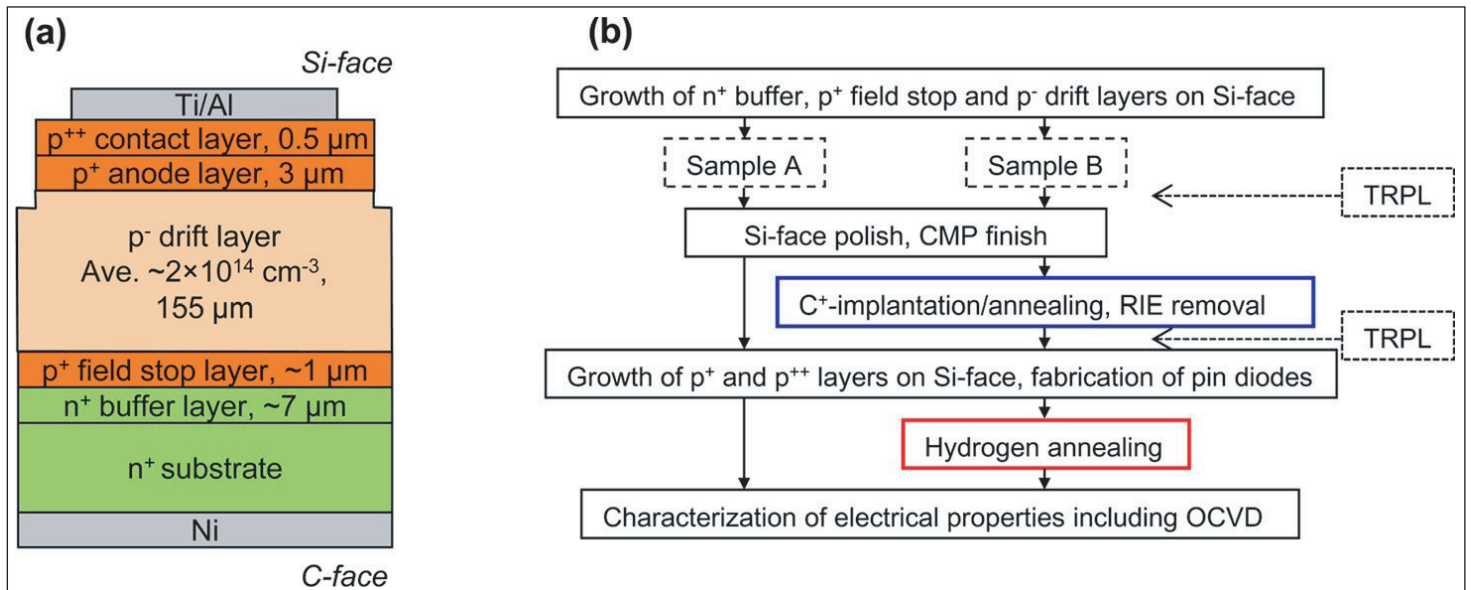 (a)
Si-face
Ti/Al
p⁺⁺ contact layer, 0.5 µm
p⁺ anode layer, 3 µm
p⁻ drift layer
Ave. ~2×10¹⁴ cm⁻³,
155 µm
p⁺ field stop layer, ~1 µm
n⁺ buffer layer, ~7 µm
n⁺ substrate
Ni
C-face
(b)
Growth of n⁺ buffer, p⁺ field stop and p⁻ drift layers on Si-face
Sample A
Sample B
TRPL
Si-face polish, CMP finish
C⁺-implantation/annealing, RIE removal
TRPL
Growth of p⁺ and p⁺⁺ layers on Si-face, fabrication of pin diodes
Hydrogen annealing
Characterization of electrical properties including OCVD